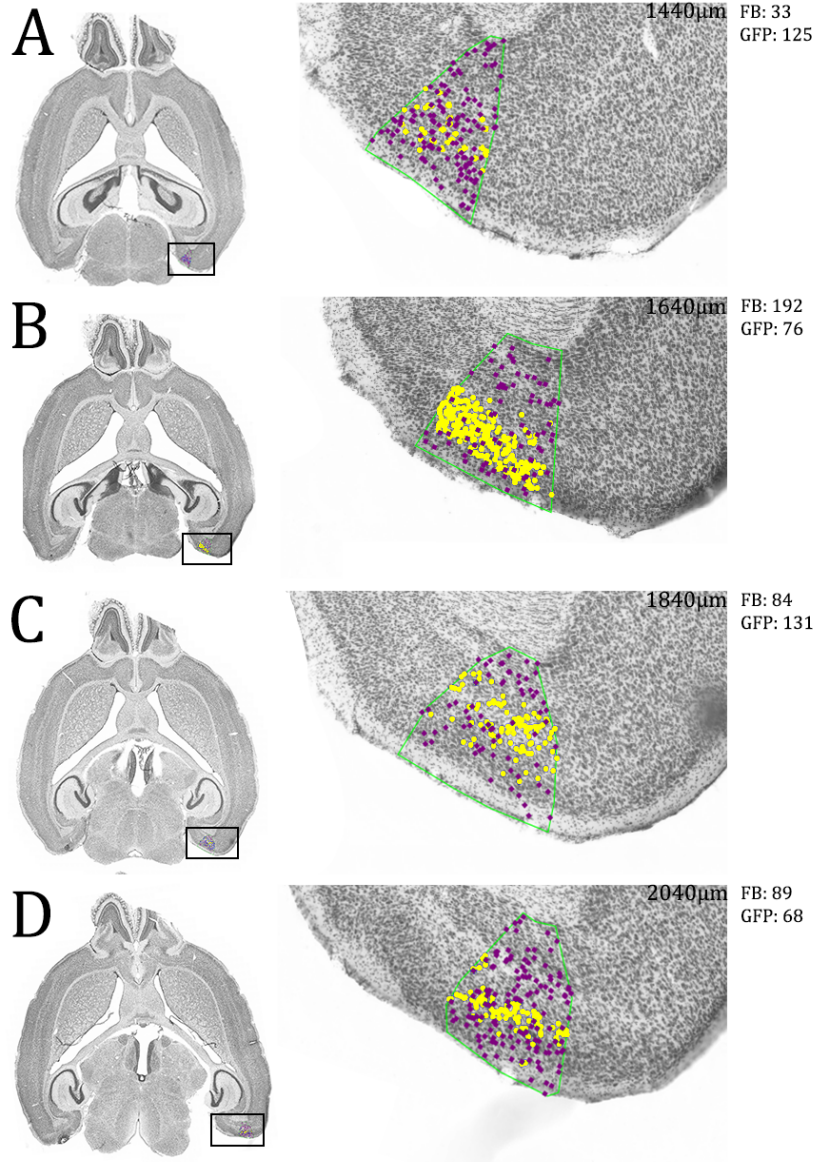 A
1440µm
FB: 33
GFP: 125
B
1640µm
FB: 192
GFP: 76
C
1840µm
FB: 84
GFP: 131
D
2040µm
FB: 89
GFP: 68